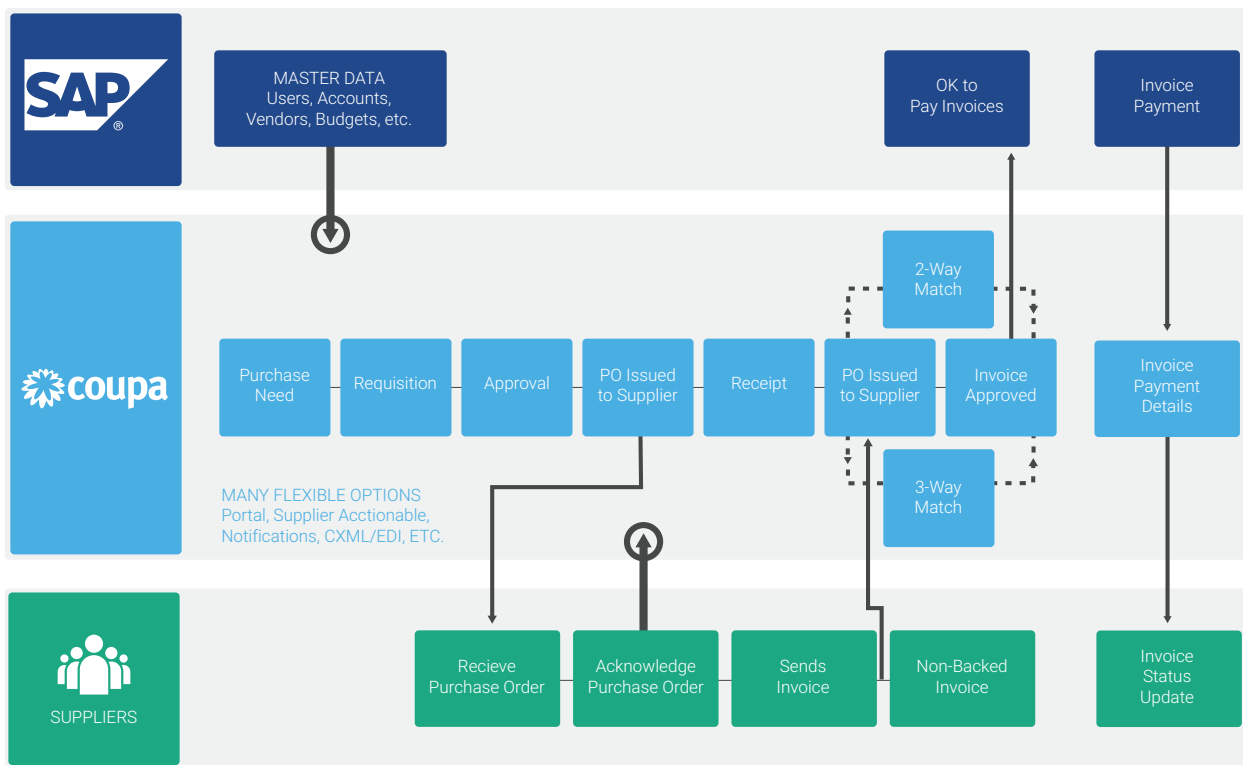 SAP
®
MASTER DATA
Users, Accounts,
Vendors, Budgets, etc.
OK to
Pay Invoices
Invoice
Payment
coupa
2-Way
Match
Purchase
Need
Requisition
Approval
PO Issued
to Supplier
Receipt
PO Issued
to Supplier
Invoice
Approved
Invoice
Payment
Details
3-Way
Match
MANY FLEXIBLE OPTIONS
Portal, Supplier Acctionable,
Notifications, CXML/EDI, ETC.
SUPPLIERS
Recieve
Purchase Order
Acknowledge
Purchase Order
Sends
Invoice
Non-Backed
Invoice
Invoice
Status
Update